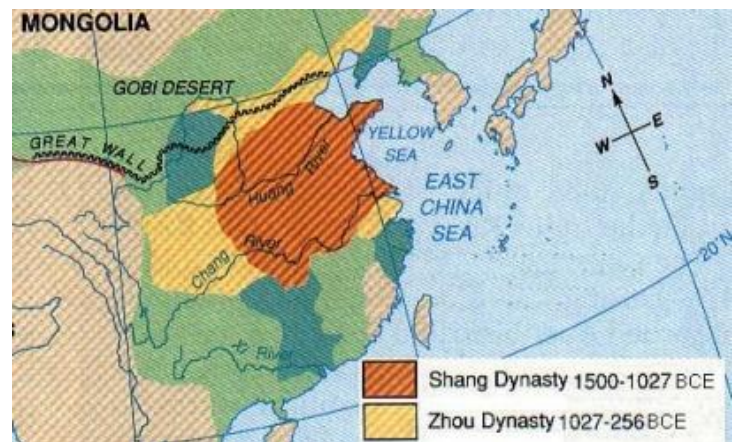 MONGOLIA
GOBI DESERT
GREAT WALL
Huang River
YELLOW
SEA
EAST
CHINA
SEA
N
W E
S
Chang River
Xi River
20°N
Shang Dynasty 1500-1027 BCE
Zhou Dynasty 1027-256 BCE